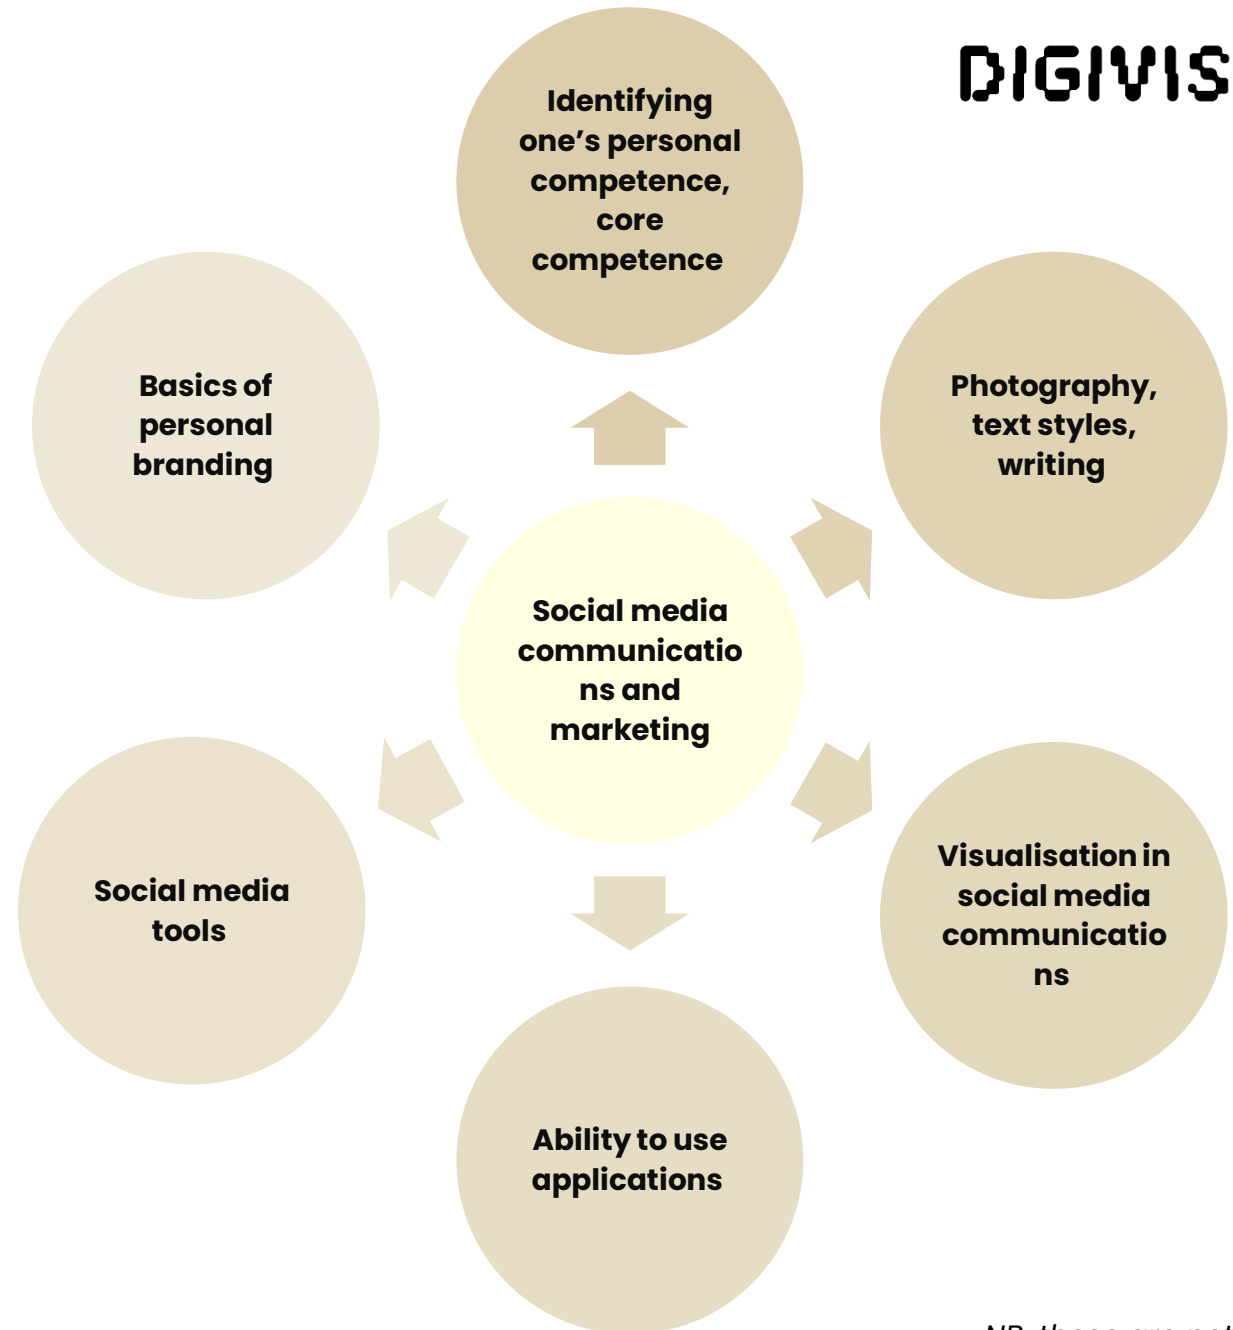 DIGIVIS
Identifying
one's personal
competence,
core
competence
Photography,
text styles,
writing
Visualisation in
social media
communicatio
ns
Ability to use
applications
Social media
tools
Basics of
personal
branding
Social media
communicatio
ns and
marketing